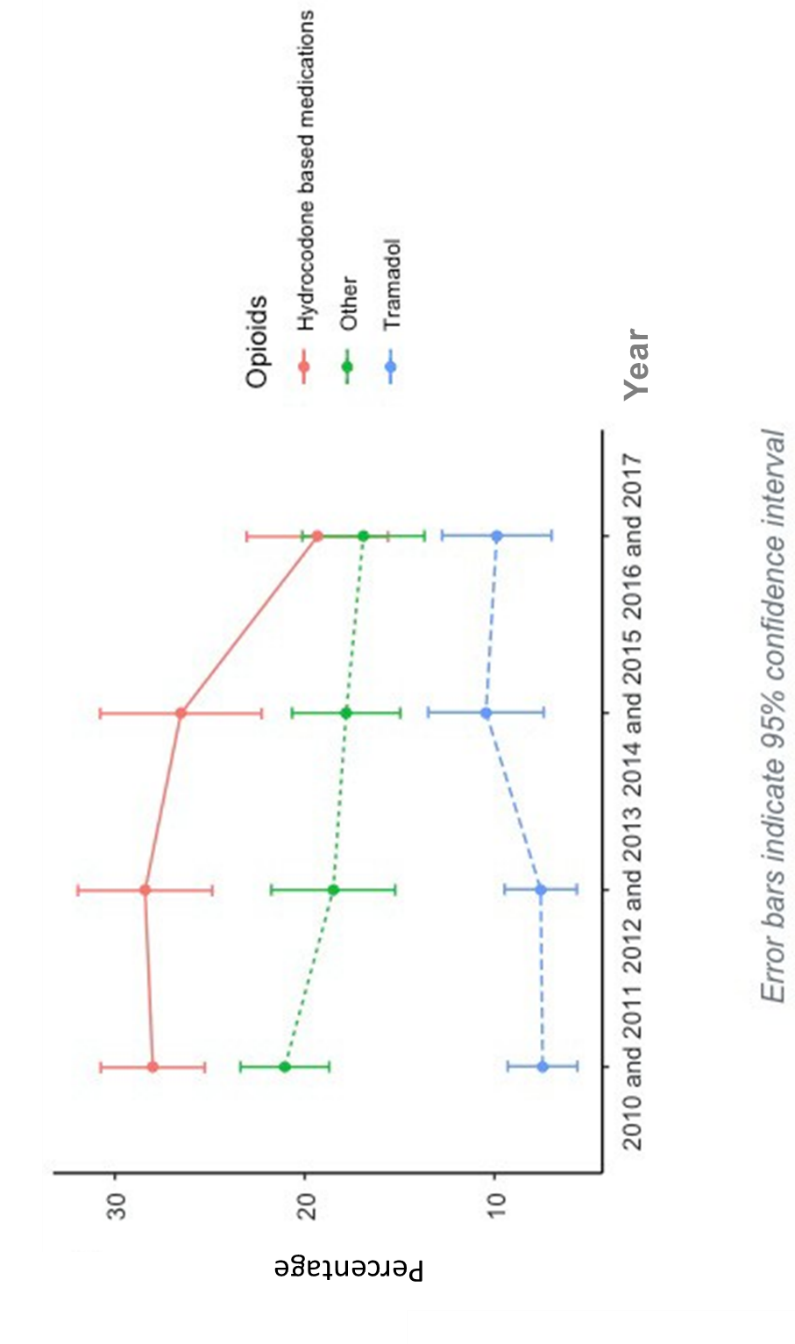 Percentage
30
20
10
2010 and 2011 2012 and 2013 2014 and 2015 2016 and 2017
Year
Opioids
Hydrocodone based medications
Other
Tramadol
Error bars indicate 95% confidence interval